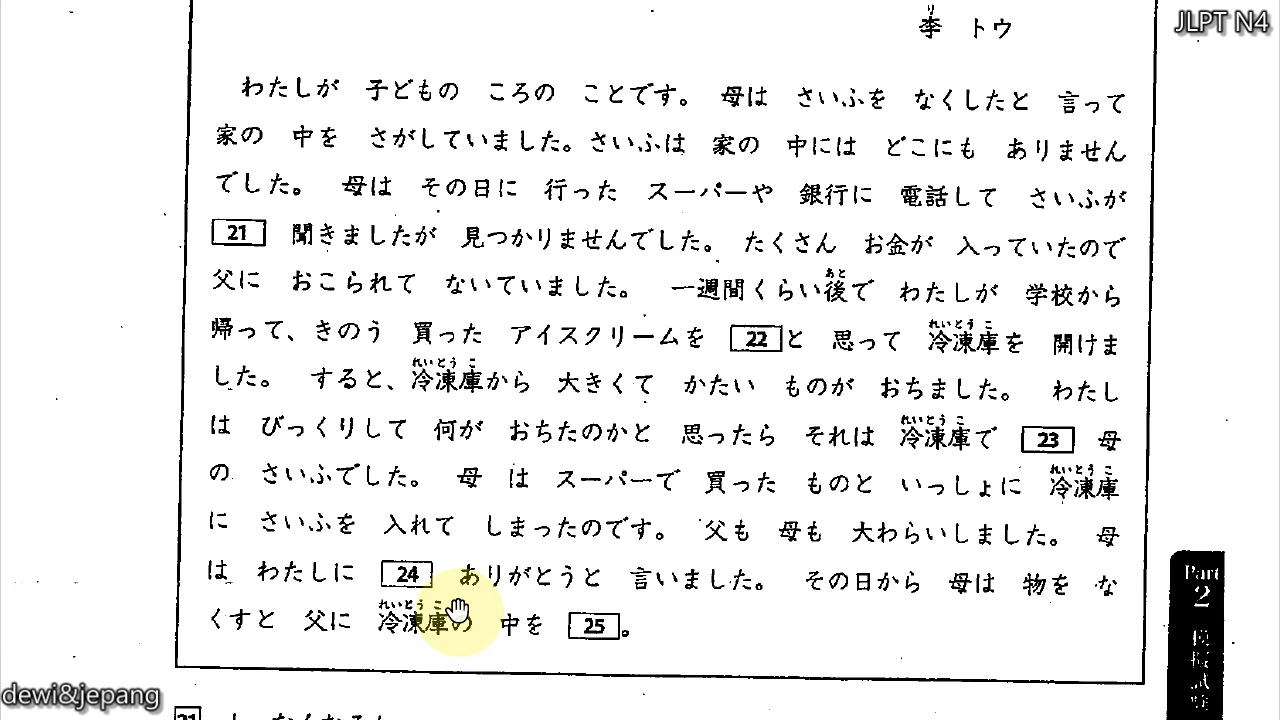 JLPT N4
李 トウ
わたしが 子どもの ころの ことです。 母は さいふを なくしたと 言って
家の 中を さがしていました。さいふは 家の 中には どこにも ありません
でした。 母は その日に 行った スーパーや 銀行に 電話して さいふが
21 聞きましたが 見つかりませんでした。 たくさん お金が 入っていたので
父に おこられて ないていました。 一週間くらい後で わたしが 学校から
帰って、きのう 買った アイスクリームを 22 と 思って 冷凍庫を 開けま
した。 すると、冷凍庫から 大きくて かたい ものが おちました。 わたし
は びっくりして 何が おちたのかと 思ったら それは 冷凍庫で 23 母
の さいふでした。 母 は スーパーで 買った ものと いっしょに 冷凍庫
に さいふを 入れて しまったのです。 父も 母も 大わらいしました。 母
は わたしに 24 ありがとうと 言いました。 その日から 母は 物を な
くすと 父に 冷凍庫の 中を 25 。
Part
2
模擬試験
dewi&jepang
21